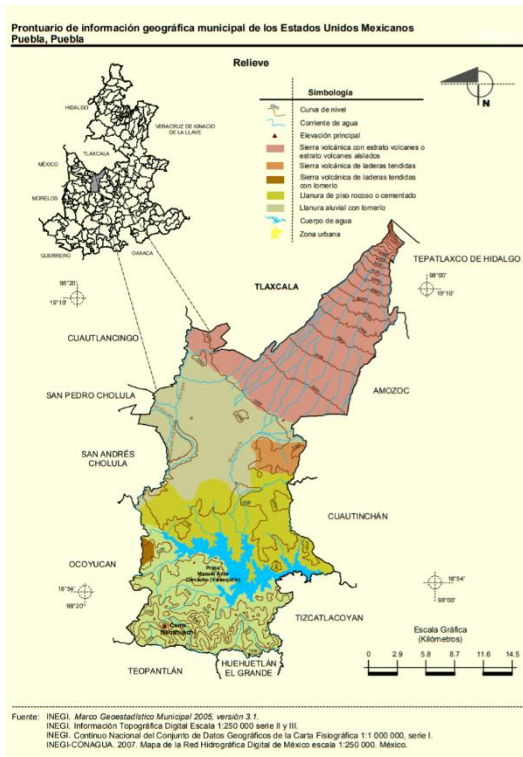 Prontuario de información geográfica municipal de los Estados Unidos Mexicanos
Puebla, Puebla
Relieve
N
Simbología
Curva de nivel
Corriente de agua
Elevación principal
Sierra volcánica con estrato volcanes o
estrato volcanes aislados
Sierra volcánica de laderas tendidas
Sierra volcánica de laderas tendidas
con lomerío
Llanura de piso rocoso o cementado
Llanura aluvial con lomerío
Cuerpo de agua
Zona urbana
HIDALGO
VERACRUZ DE IGNACIO
DE LA LLAVE
TLAXCALA
MÉXICO
MORELOS
GUERRERO
OAXACA
TLAXCALA
TEPATLAXCO DE HIDALGO
98°20'
19°10'
98°00'
19°10'
CUAUTLANCINGO
AMOZOC
SAN PEDRO CHOLULA
SAN ANDRÉS
CHOLULA
CUAUTINCHÁN
OCOYUCAN
Presa
Manuel Ávila
Camacho (Valsequillo)
18°54'
98°20'
18°54'
98°00'
TIZCATLACOYAN
Cerro
TEOPANTLÁN
HUEHUETLÁN
EL GRANDE
Escala Gráfica
(Kilómetros)
0 2.9 5.8 8.7 11.6 14.5
Fuente: INEGI. Marco Geoestadístico Municipal 2005, versión 3.1.
INEGI. Información Topográfica Digital Escala 1:250 000 serie II y III.
INEGI. Continuo Nacional del Conjunto de Datos Geográficos de la Carta Fisiográfica 1:1 000 000, serie I.
INEGI-CONAGUA. 2007. Mapa de la Red Hidrográfica Digital de México escala 1:250 000. México.